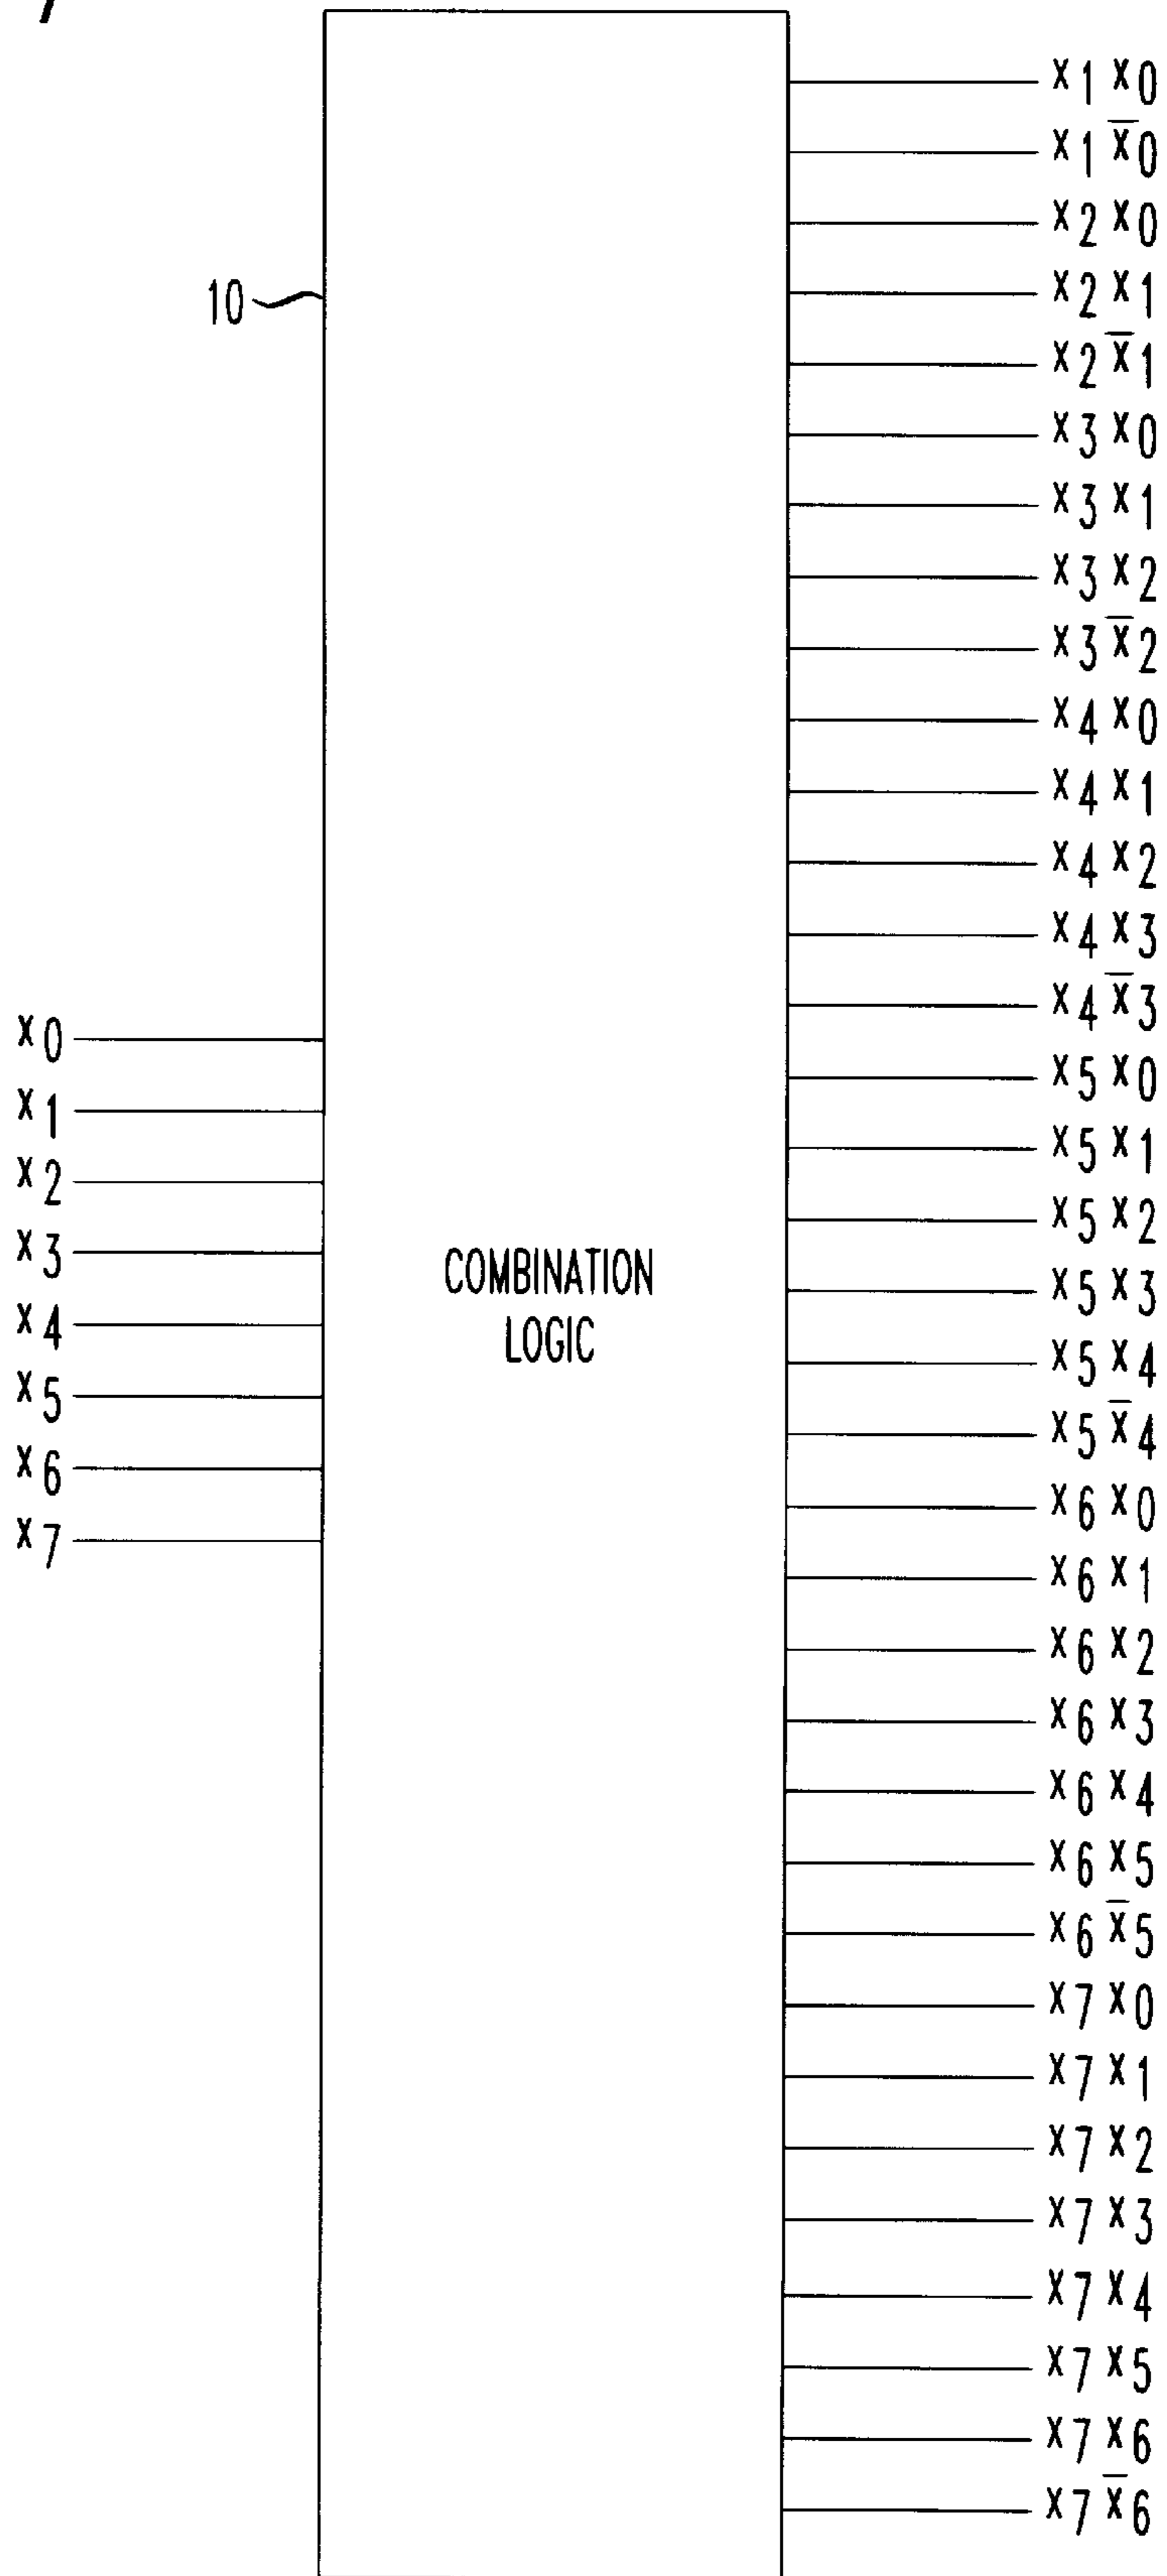 10
x0
x1
x2
x3
x4
x5
x6
x7
COMBINATION
LOGIC
x1 x0
x1 x̅0
x2 x0
x2 x1
x2 x̅1
x3 x0
x3 x1
x3 x2
x3 x̅2
x4 x0
x4 x1
x4 x2
x4 x3
x4 x̅3
x5 x0
x5 x1
x5 x2
x5 x3
x5 x4
x5 x̅4
x6 x0
x6 x1
x6 x2
x6 x3
x6 x4
x6 x5
x6 x̅5
x7 x0
x7 x1
x7 x2
x7 x3
x7 x4
x7 x5
x7 x6
x7 x̅6